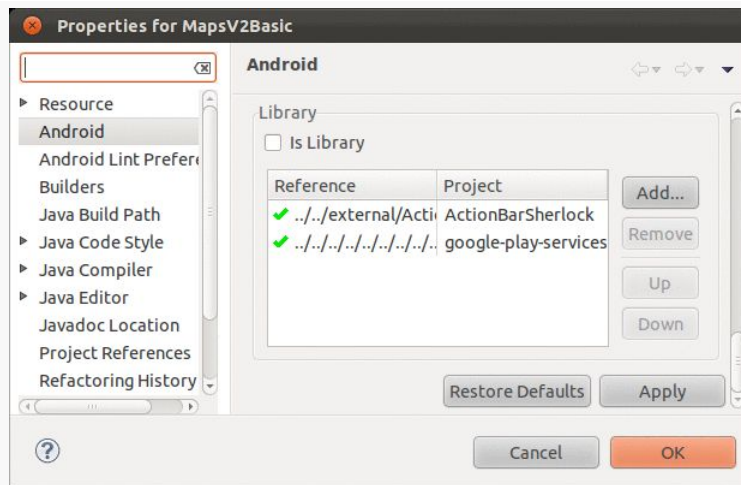 Properties for MapsV2Basic
Resource
Android
Android Lint Prefere
Builders
Java Build Path
Java Code Style
Java Compiler
Java Editor
Javadoc Location
Project References
Refactoring History
Android
Library
Is Library
Reference Project
../../external/Acti ActionBarSherlock
../../../../../../../../.. google-play-services
Add...
Remove
Up
Down
Restore Defaults Apply
Cancel OK